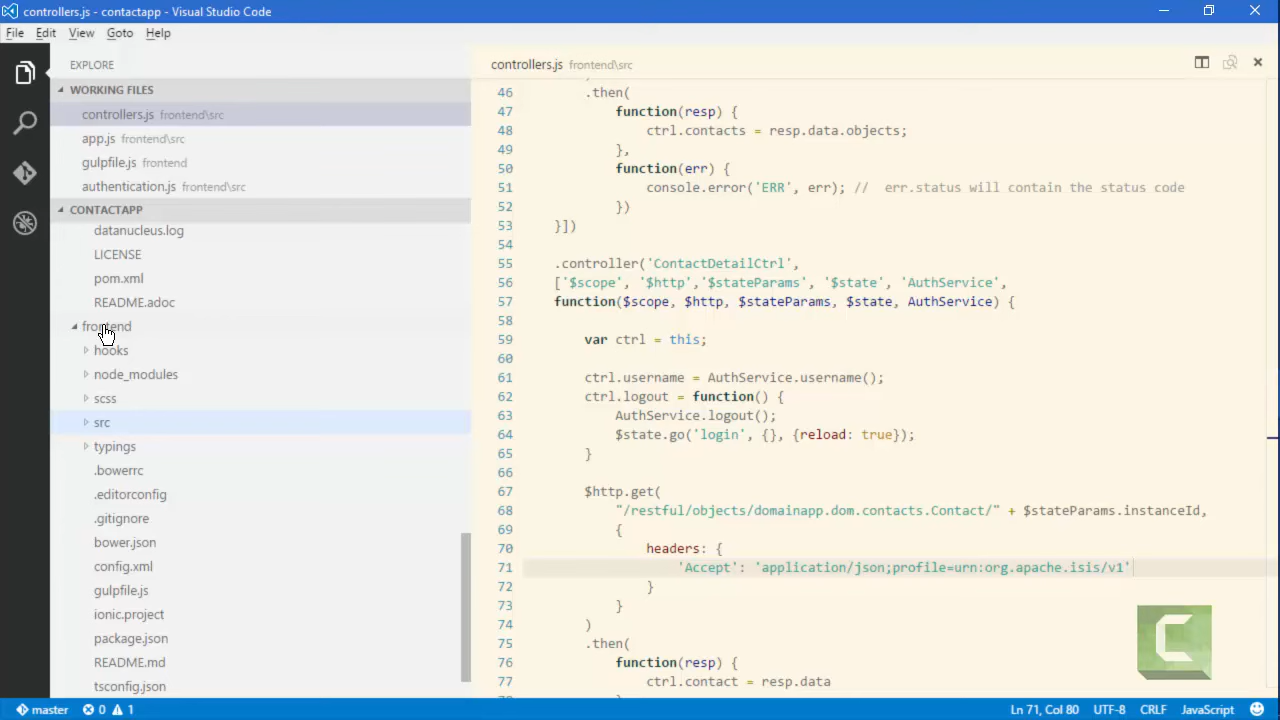 controllers.js - contactapp - Visual Studio Code
File Edit View Goto Help
EXPLORE
WORKING FILES
controllers.js frontend\src
app.js frontend\src
gulpfile.js frontend
authentication.js frontend\src
CONTACTAPP
datanucleus.log
LICENSE
pom.xml
README.adoc
frontend
hooks
node_modules
scss
src
typings
.bowerrc
.editorconfig
.gitignore
bower.json
config.xml
gulpfile.js
ionic.project
package.json
README.md
tsconfig.json
controllers.js frontend\src
46 .then(
47 function(resp) {
48 ctrl.contacts = resp.data.objects;
49 },
50 function(err) {
51 console.error('ERR', err); // err.status will contain the status code
52 })
53 }])
54
55 .controller('ContactDetailCtrl',
56 ['$scope', '$http','$stateParams', '$state', 'AuthService',
57 function($scope, $http, $stateParams, $state, AuthService) {
58
59 var ctrl = this;
60
61 ctrl.username = AuthService.username();
62 ctrl.logout = function() {
63 AuthService.logout();
64 $state.go('login', {}, {reload: true});
65 }
66
67 $http.get(
68 "/restful/objects/domainapp.dom.contacts.Contact/" + $stateParams.instanceId,
69 {
70 headers: {
71 'Accept': 'application/json;profile=urn:org.apache.isis/v1'
72 }
73 }
74 )
75 .then(
76 function(resp) {
77 ctrl.contact = resp.data
C
master 0 1 Ln 71, Col 80 UTF-8 CRLF JavaScript